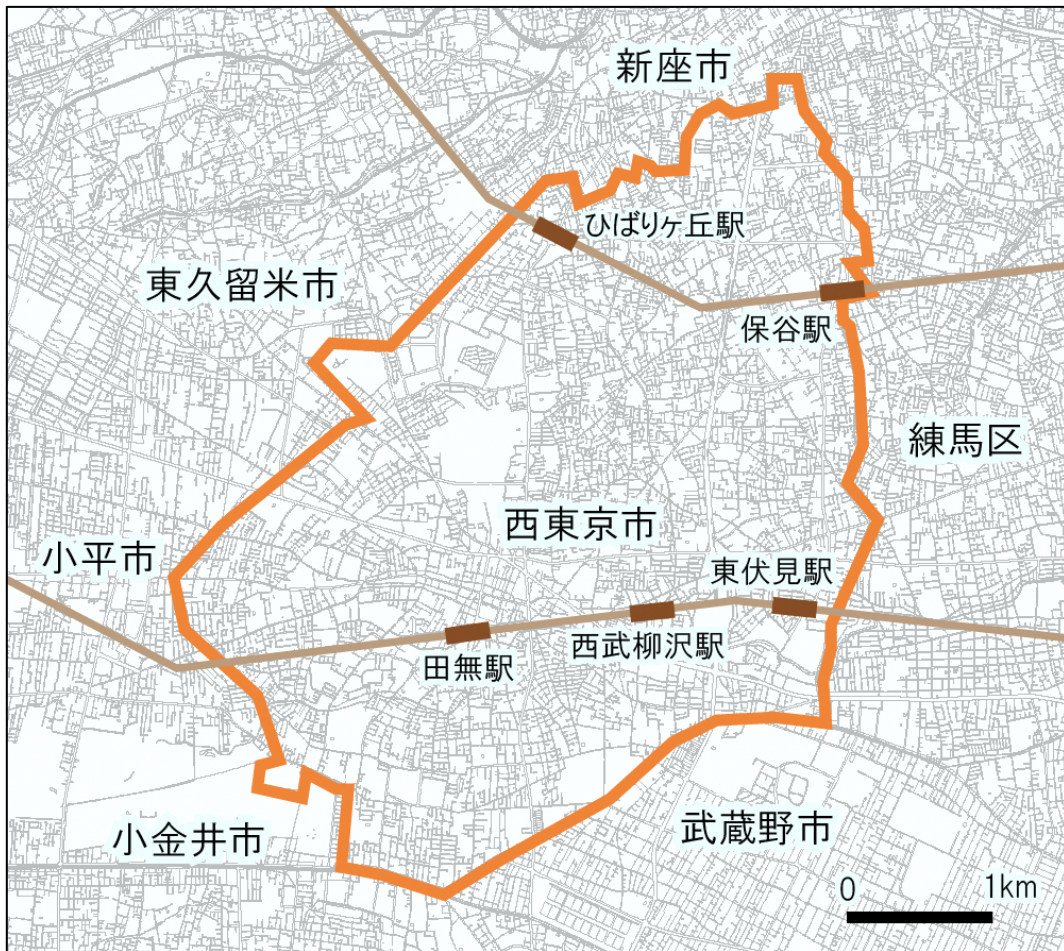 新座市
ひばりヶ丘駅
東久留米市
保谷駅
練馬区
西東京市
小平市
東伏見駅
西武柳沢駅
田無駅
小金井市
武蔵野市
0 1km